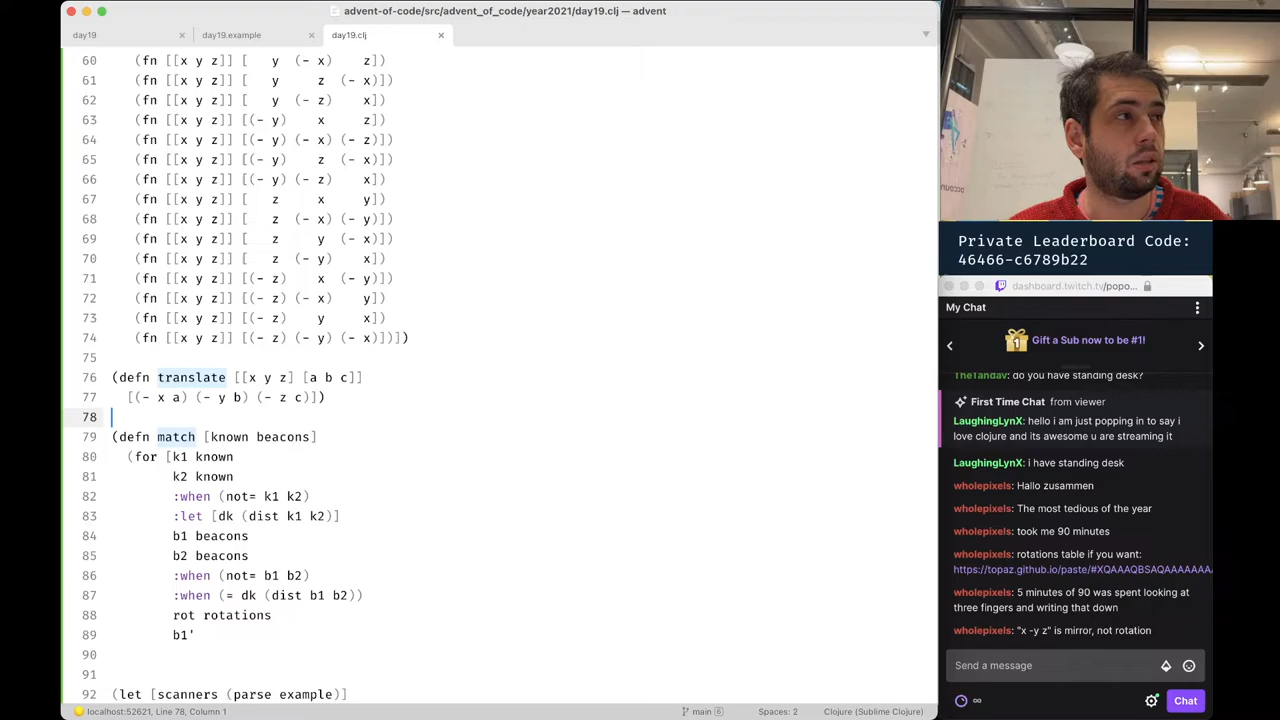 advent-of-code/src/advent_of_code/year2021/day19.clj — advent
day19
day19.example
day19.clj
60 (fn [[x y z]] [ y (- x) z])
61 (fn [[x y z]] [ y z (- x)])
62 (fn [[x y z]] [ y (- z) x])
63 (fn [[x y z]] [(- y) x z])
64 (fn [[x y z]] [(- y) (- x) (- z)])
65 (fn [[x y z]] [(- y) z (- x)])
66 (fn [[x y z]] [(- y) (- z) x])
67 (fn [[x y z]] [ z x y])
68 (fn [[x y z]] [ z (- x) (- y)])
69 (fn [[x y z]] [ z y (- x)])
70 (fn [[x y z]] [ z (- y) x])
71 (fn [[x y z]] [(- z) x (- y)])
72 (fn [[x y z]] [(- z) (- x) y])
73 (fn [[x y z]] [(- z) y x])
74 (fn [[x y z]] [(- z) (- y) (- x)])])
75
76 (defn translate [[x y z] [a b c]]
77 [(- x a) (- y b) (- z c)])
78
79 (defn match [known beacons]
80 (for [k1 known
81 k2 known
82 :when (not= k1 k2)
83 :let [dk (dist k1 k2)]
84 b1 beacons
85 b2 beacons
86 :when (not= b1 b2)
87 :when (= dk (dist b1 b2))
88 rot rotations
89 b1'
90
91
92 (let [scanners (parse example)]
localhost:52621, Line 78, Column 1
main 6
Spaces: 2
Clojure (Sublime Clojure)
account
Private Leaderboard Code:
46466-c6789b22
dashboard.twitch.tv/popo...
My Chat
1
Gift a Sub now to be #1!
TheTandav: do you have standing desk?
First Time Chat from viewer
LaughingLynX: hello i am just popping in to say i
love clojure and its awesome u are streaming it
LaughingLynX: i have standing desk
wholepixels: Hallo zusammen
wholepixels: The most tedious of the year
wholepixels: took me 90 minutes
wholepixels: rotations table if you want:
https://topaz.github.io/paste/#XQAAAQBSAQAAAAAAA
wholepixels: 5 minutes of 90 was spent looking at
three fingers and writing that down
wholepixels: "x -y z" is mirror, not rotation
Send a message
∞
Chat